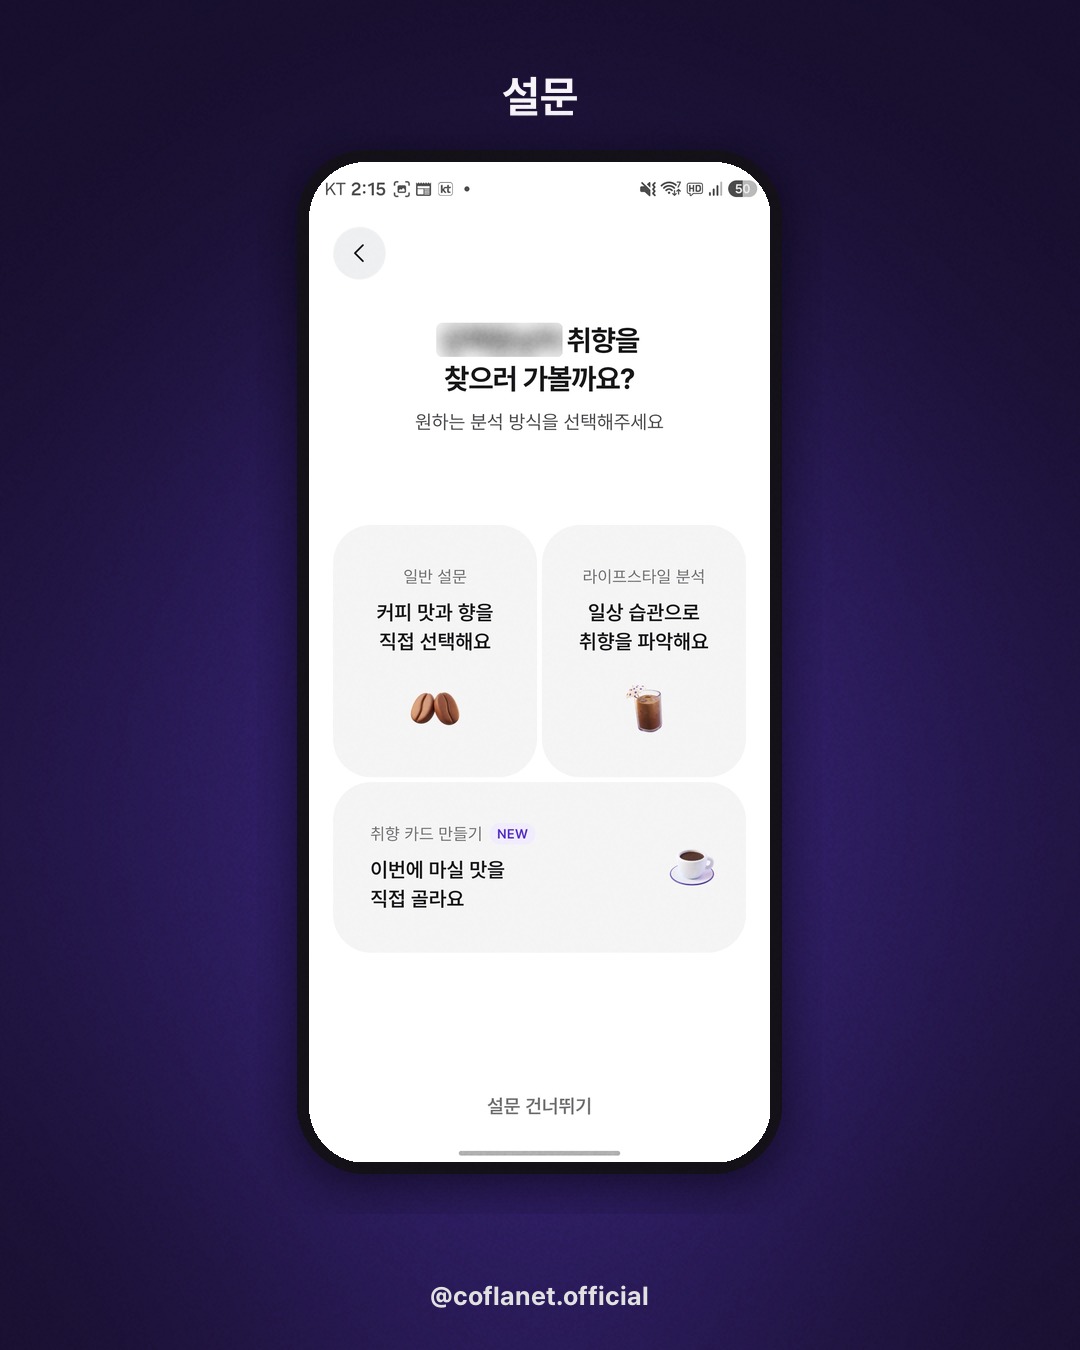 설문
KT 2:15 kt
HD 50
취향을
찾으러 가볼까요?
원하는 분석 방식을 선택해주세요
일반 설문
커피 맛과 향을
직접 선택해요
라이프스타일 분석
일상 습관으로
취향을 파악해요
취향 카드 만들기 NEW
이번에 마실 맛을
직접 골라요
설문 건너뛰기
@coflanet.official